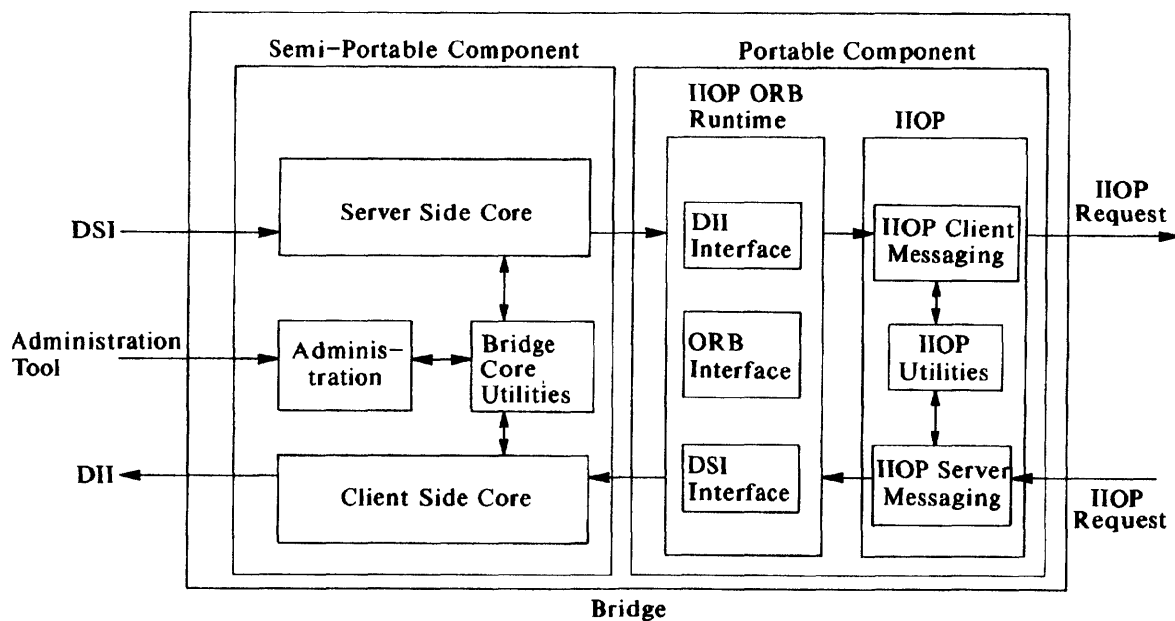 Semi-Portable Component
Portable Component
IIOP ORB
Runtime
IIOP
Server Side Core
DSI
DII
Interface
IIOP Client
Messaging
IIOP
Request
Administration
Tool
Adminis-
tration
Bridge
Core
Utilities
ORB
Interface
IIOP
Utilities
DII
Client Side Core
DSI
Interface
IIOP Server
Messaging
IIOP
Request
Bridge